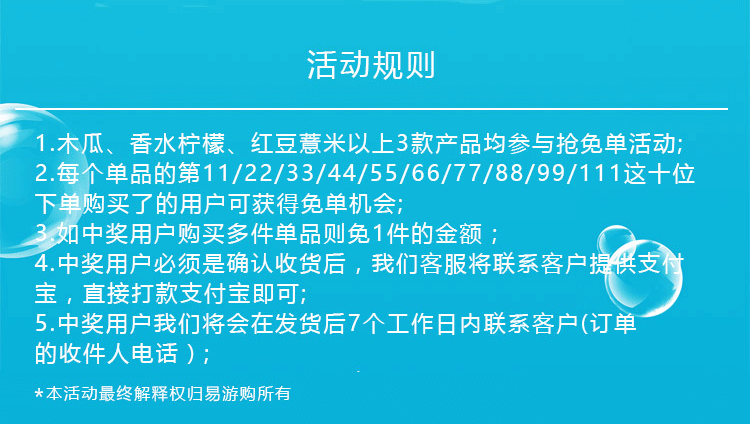 活动规则
1.木瓜、香水柠檬、红豆薏米以上3款产品均参与抢免单活动;
2.每个单品的第11/22/33/44/55/66/77/88/99/111这十位
下单购买了的用户可获得免单机会;
3.如中奖用户购买多件单品则免1件的金额；
4.中奖用户必须是确认收货后，我们客服将联系客户提供支付
宝，直接打款支付宝即可;
5.中奖用户我们将会在发货后7个工作日内联系客户(订单
的收件人电话）;
*本活动最终解释权归易游购所有